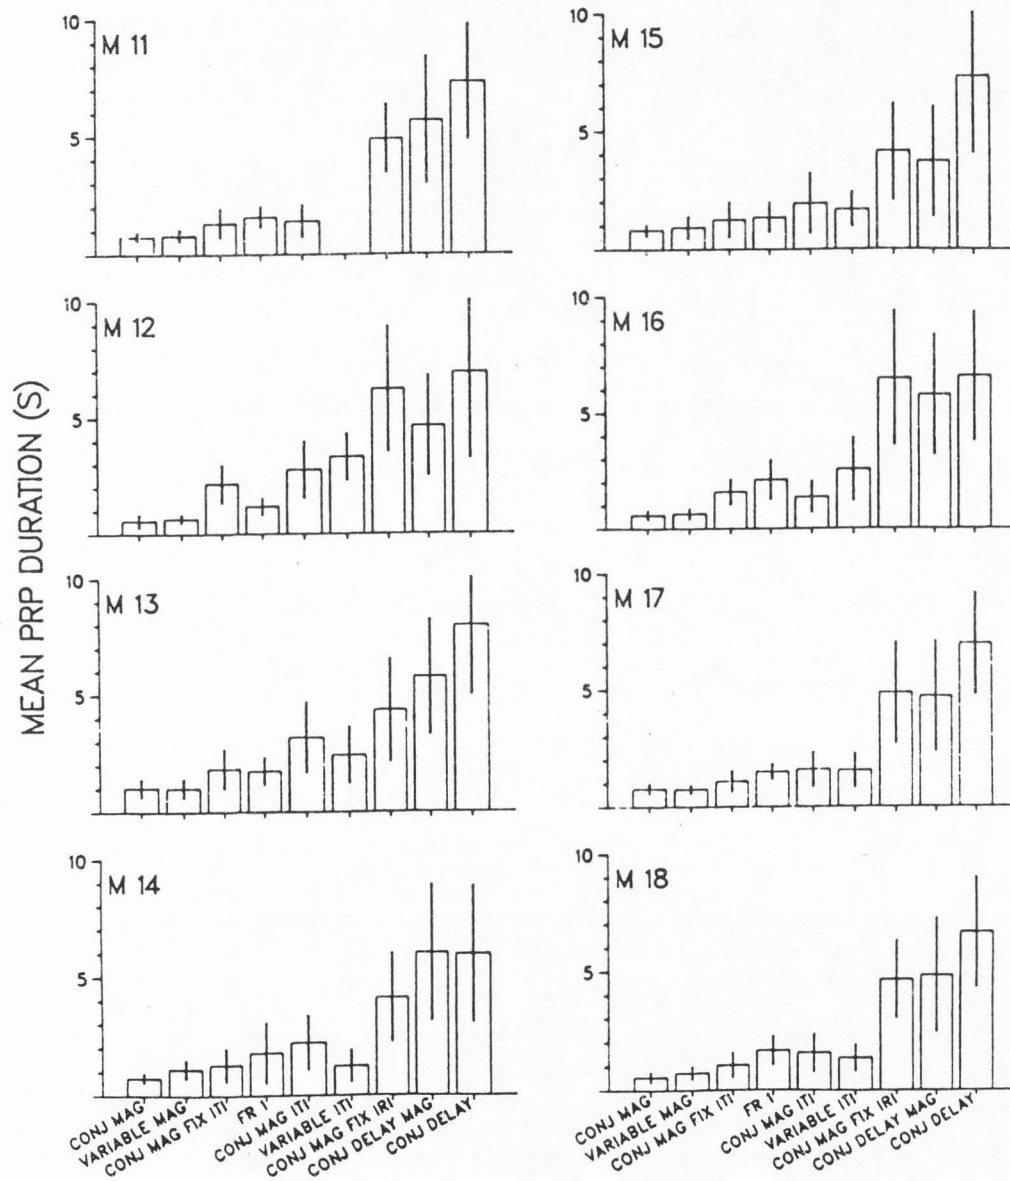 MEAN PRP DURATION (S)
M 11
10
5
M 15
10
5
M 12
10
5
M 16
10
5
M 13
10
5
M 17
10
5
M 14
10
5
M 18
10
5
CONJ MAG
VARIABLE MAG
CONJ MAG FIX ITI
FR 1
CONJ MAG ITI
VARIABLE ITI
CONJ MAG FIX IRI
CONJ DELAY MAG
CONJ DELAY
CONJ MAG
VARIABLE MAG
CONJ MAG FIX ITI
FR 1
CONJ MAG ITI
VARIABLE ITI
CONJ MAG FIX IRI
CONJ DELAY MAG
CONJ DELAY